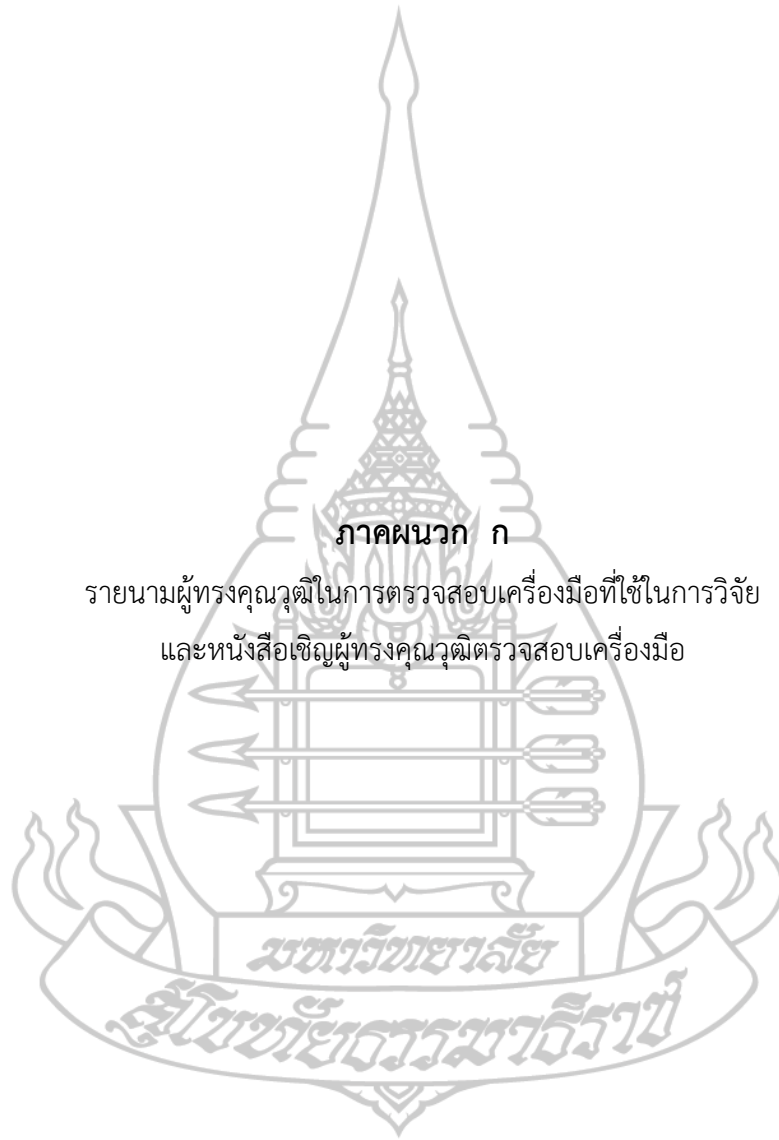 ภาคผนวก ก
รายนามผู้ทรงคุณวุฒิในการตรวจสอบเครื่องมือที่ใช้ในการวิจัย
และหนังสือเชิญผู้ทรงคุณวุฒิตรวจสอบเครื่องมือ
มหาวิทยาลัย
สุโขทัยธรรมาธิราช